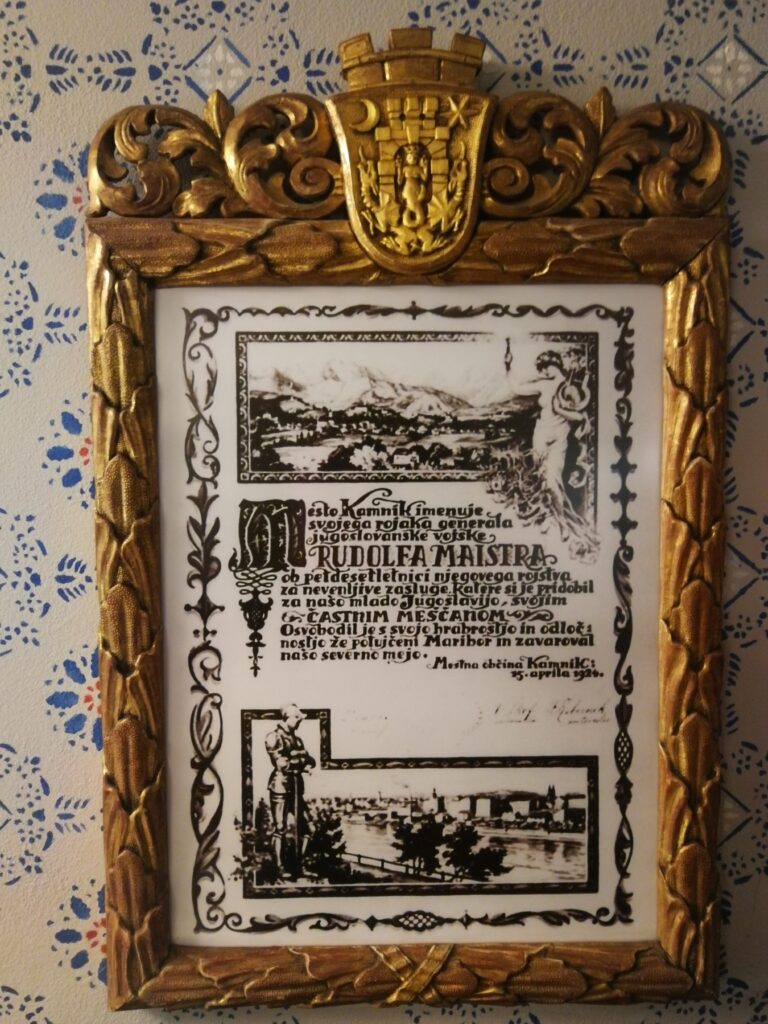 Mesto Kamnik imenuje
svojega rojaka generala
jugoslovanske vojske
RUDOLFA MAISTRA
ob petdesetletnici njegovega rojstva
za nevenljive zasluge, katere si je pridobil
za našo mlado Jugoslavijo, svojim
ČASTNIM MEŠČANOM
Osvobodil je s svojo hrabrostjo in odloč:
nostjo že potujčeni Maribor in zavaroval
našo severno mejo.
Mestna občina Kamnik:
15. aprila 1924.